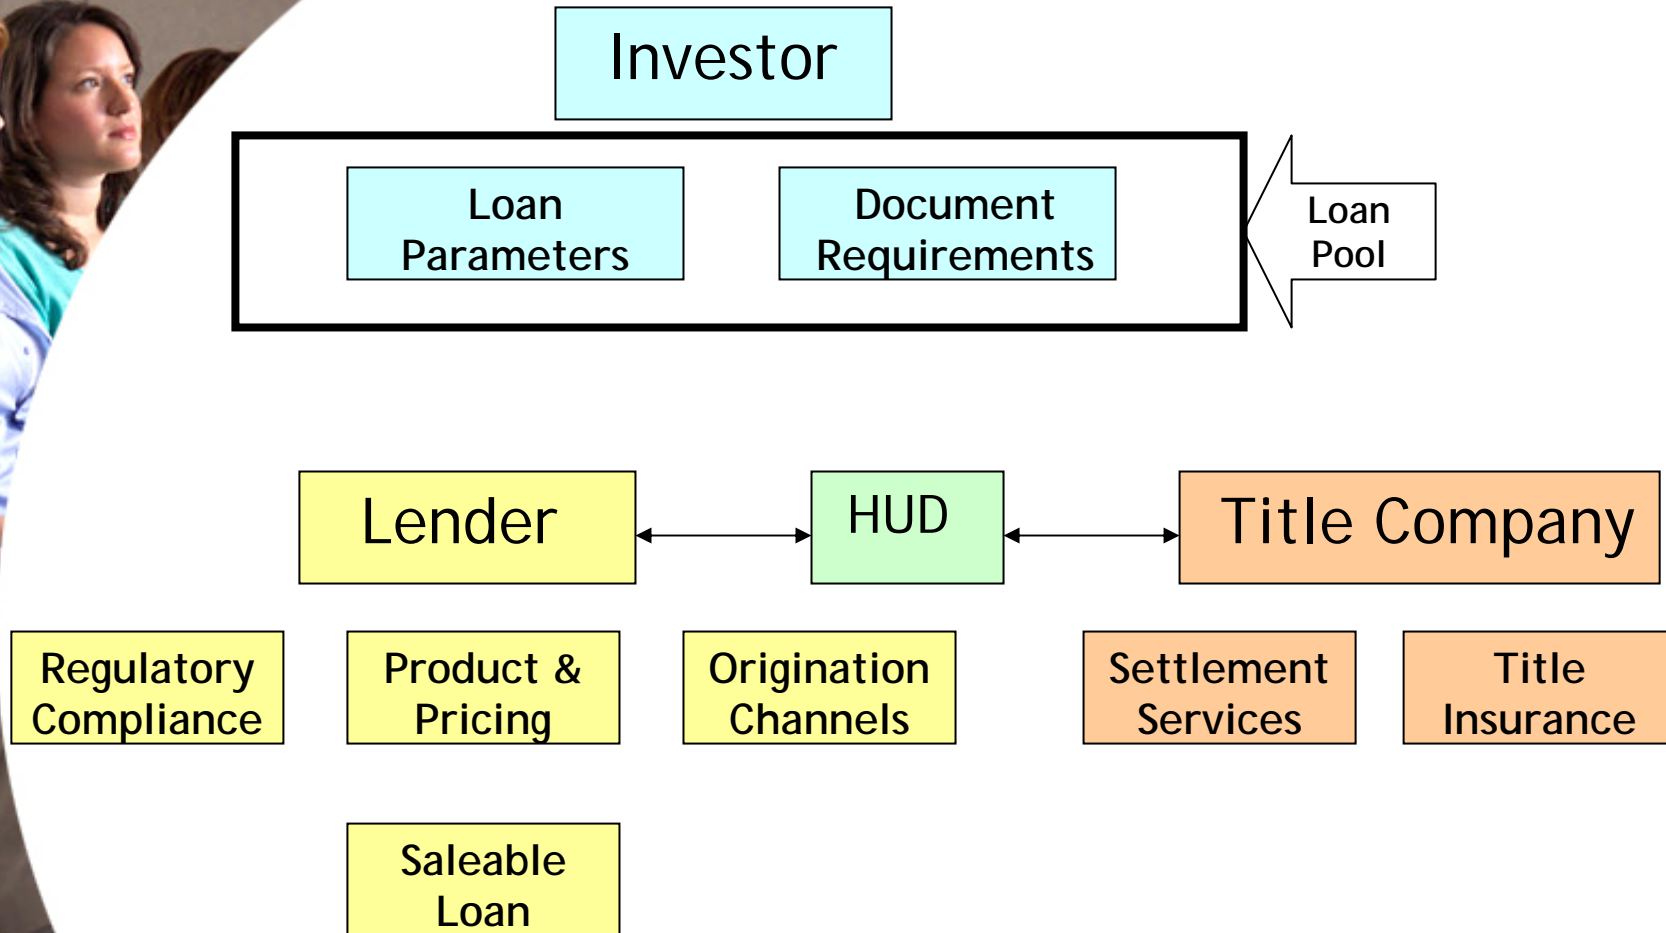 Investor
Loan
Parameters
Document
Requirements
Loan
Pool
Lender
HUD
Title Company
Regulatory
Compliance
Product &
Pricing
Origination
Channels
Settlement
Services
Title
Insurance
Saleable
Loan